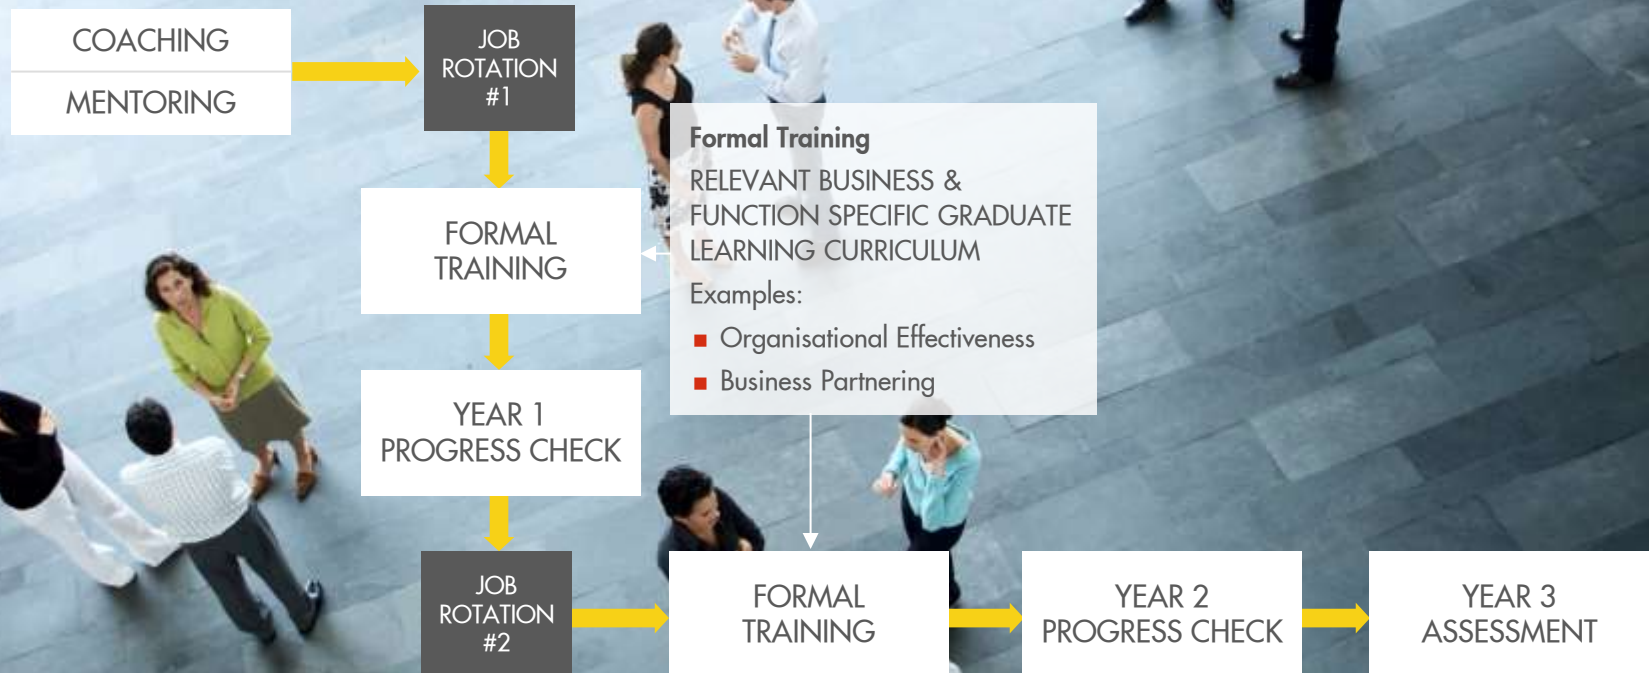 COACHING
MENTORING
JOB
ROTATION
#1
FORMAL
TRAINING
Formal Training
RELEVANT BUSINESS &
FUNCTION SPECIFIC GRADUATE
LEARNING CURRICULUM
Examples:
Organisational Effectiveness
Business Partnering
YEAR 1
PROGRESS CHECK
JOB
ROTATION
#2
FORMAL
TRAINING
YEAR 2
PROGRESS CHECK
YEAR 3
ASSESSMENT